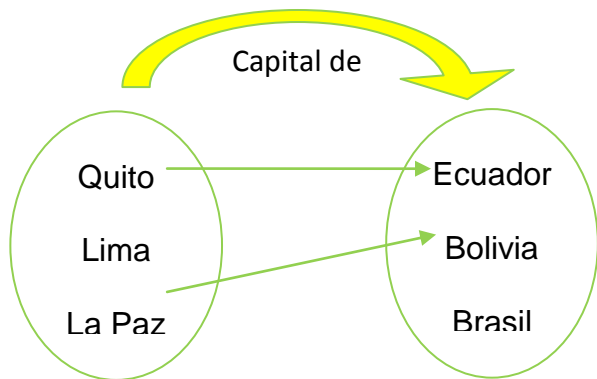 Capital de
Quito
Lima
La Paz
Ecuador
Bolivia
Brasil